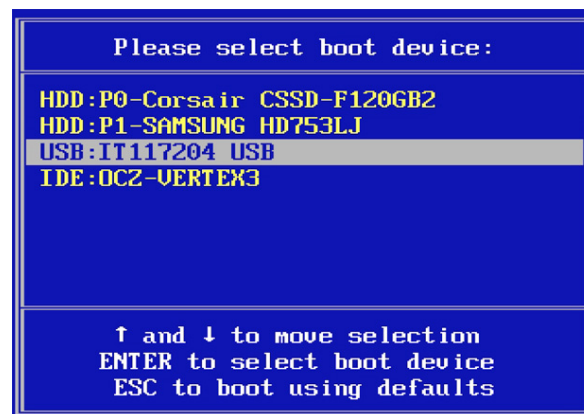 Please select boot device:
HDD:P0-Corsair CSSD-F120GB2
HDD:P1-SAMSUNG HD753LJ
USB:IT117204 USB
IDE:OCZ-VERTEX3
↑ and ↓ to move selection
ENTER to select boot device
ESC to boot using defaults